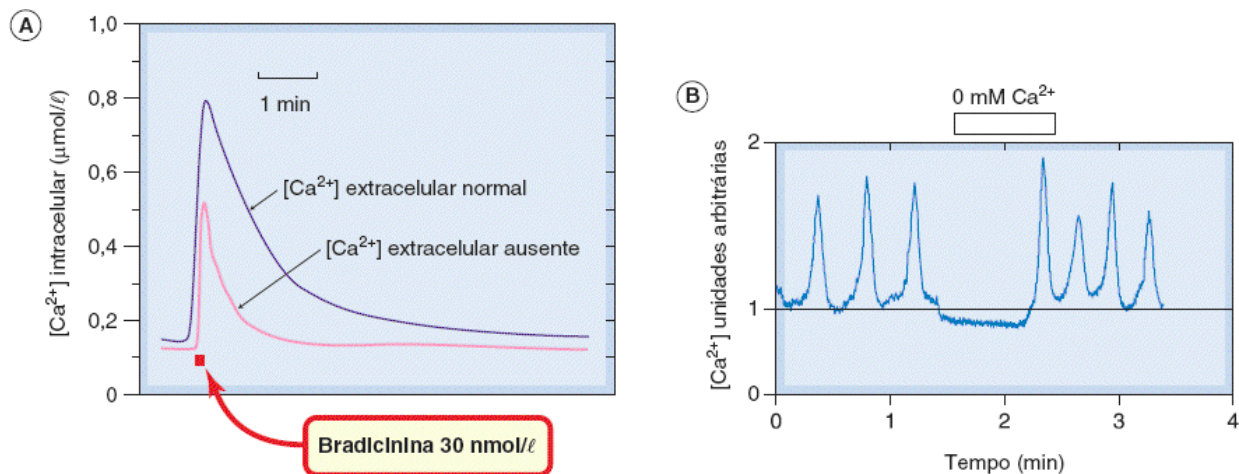 A
1,0
0,8
0,6
0,4
0,2
0
[Ca²⁺] intracelular (μmol/ℓ)
1 min
[Ca²⁺] extracelular normal
[Ca²⁺] extracelular ausente
Bradicinina 30 nmol/ℓ
B
0 mM Ca²⁺
2
1
0
[Ca²⁺] unidades arbitrárias
0 1 2 3 4
Tempo (min)